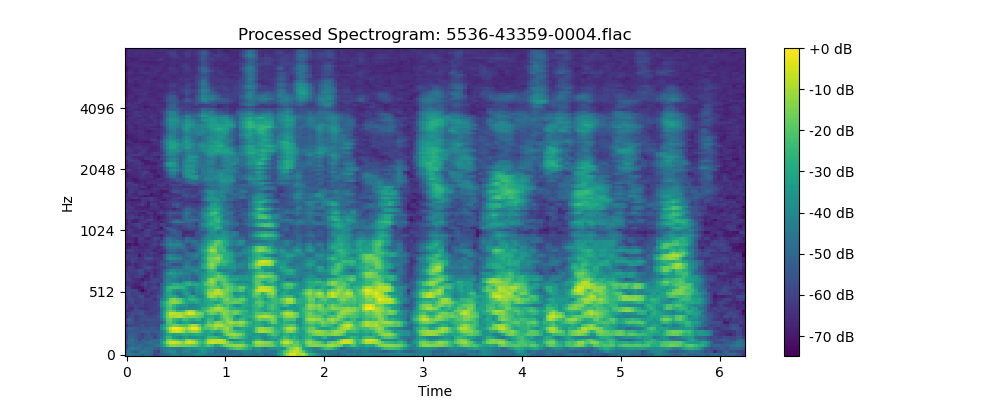 Processed Spectrogram: 5536-43359-0004.flac
Hz
4096
2048
1024
512
0
0 1 2 3 4 5 6
Time
+0 dB
-10 dB
-20 dB
-30 dB
-40 dB
-50 dB
-60 dB
-70 dB